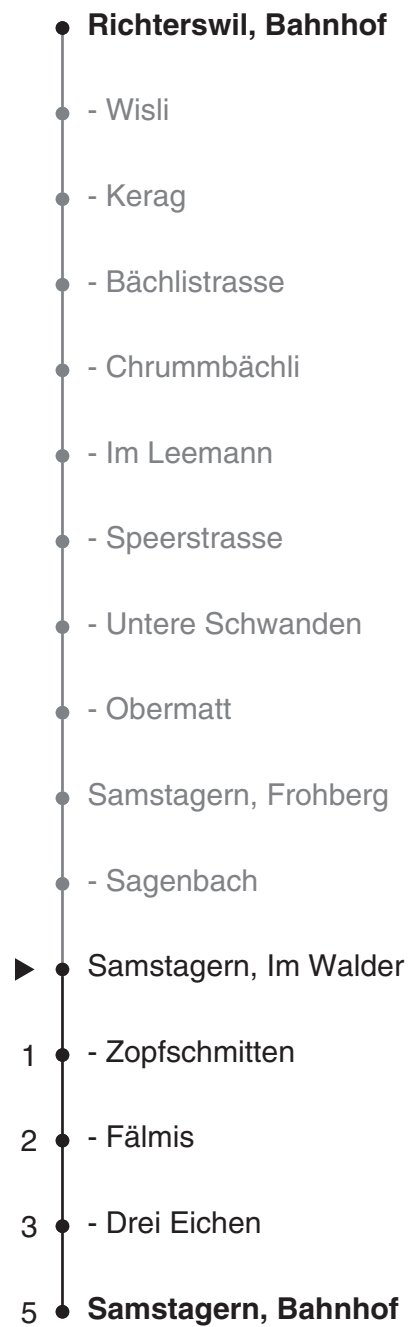 Richterswil, Bahnhof
- Wisli
- Kerag
- Bächlistrasse
- Chrummbächli
- Im Leemann
- Speerstrasse
- Untere Schwanden
- Obermatt
Samstagern, Frohberg
- Sagenbach
Samstagern, Im Walder
1 - Zopfschmitten
2 - Fälmis
3 - Drei Eichen
5 Samstagern, Bahnhof